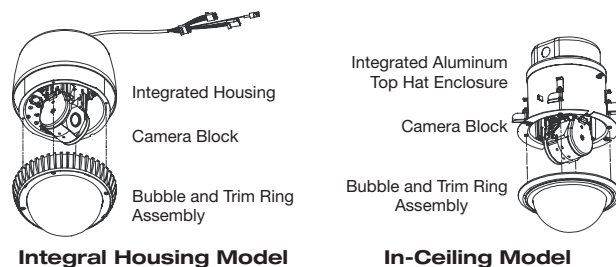 Integrated Housing
Camera Block
Bubble and Trim Ring
Assembly
Integral Housing Model
Integrated Aluminum
Top Hat Enclosure
Camera Block
Bubble and Trim Ring
Assembly
In-Ceiling Model